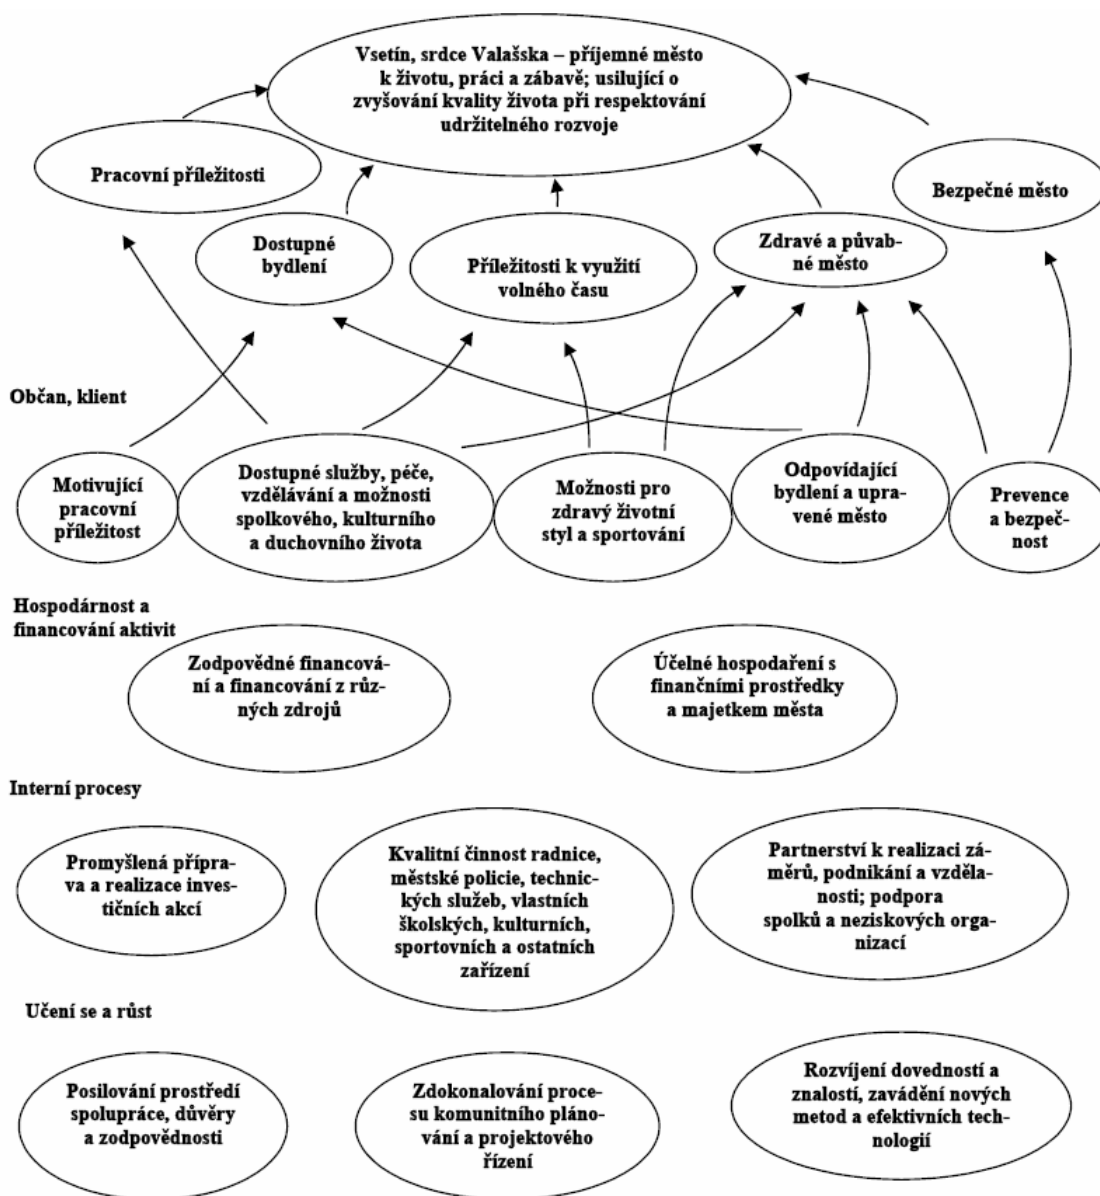 Vsetín, srdce Valašska – příjemné město
k životu, práci a zábavě; usilující o
zvyšování kvality života při respektování
udržitelného rozvoje
Pracovní příležitosti
Bezpečné město
Dostupné
bydlení
Příležitosti k využití
volného času
Zdravé a půvab-
né město
Občan, klient
Motivující
pracovní
příležitost
Dostupné služby, péče,
vzdělávání a možnosti
spolkového, kulturního
a duchovního života
Možnosti pro
zdravý životní
styl a sportování
Odpovídající
bydlení a upra-
vené město
Prevence
a bezpeč-
nost
Hospodárnost a
financování aktivit
Zodpovědné financová-
ní a financování z růz-
ných zdrojů
Účelné hospodaření s
finančními prostředky
a majetkem města
Interní procesy
Promyšlená přípra-
va a realizace inves-
tičních akcí
Kvalitní činnost radnice,
městské policie, technic-
kých služeb, vlastních
školských, kulturních,
sportovních a ostatních
zařízení
Partnerství k realizaci zá-
měrů, podnikání a vzděla-
nosti; podpora
spolků a neziskových orga-
nizací
Učení se a růst
Posilování prostředí
spolupráce, důvěry
a zodpovědnosti
Zdokonalování proce-
su komunitního pláno-
vání a projektového
řízení
Rozvíjení dovedností a
znalostí, zavádění nových
metod a efektivních tech-
nologií